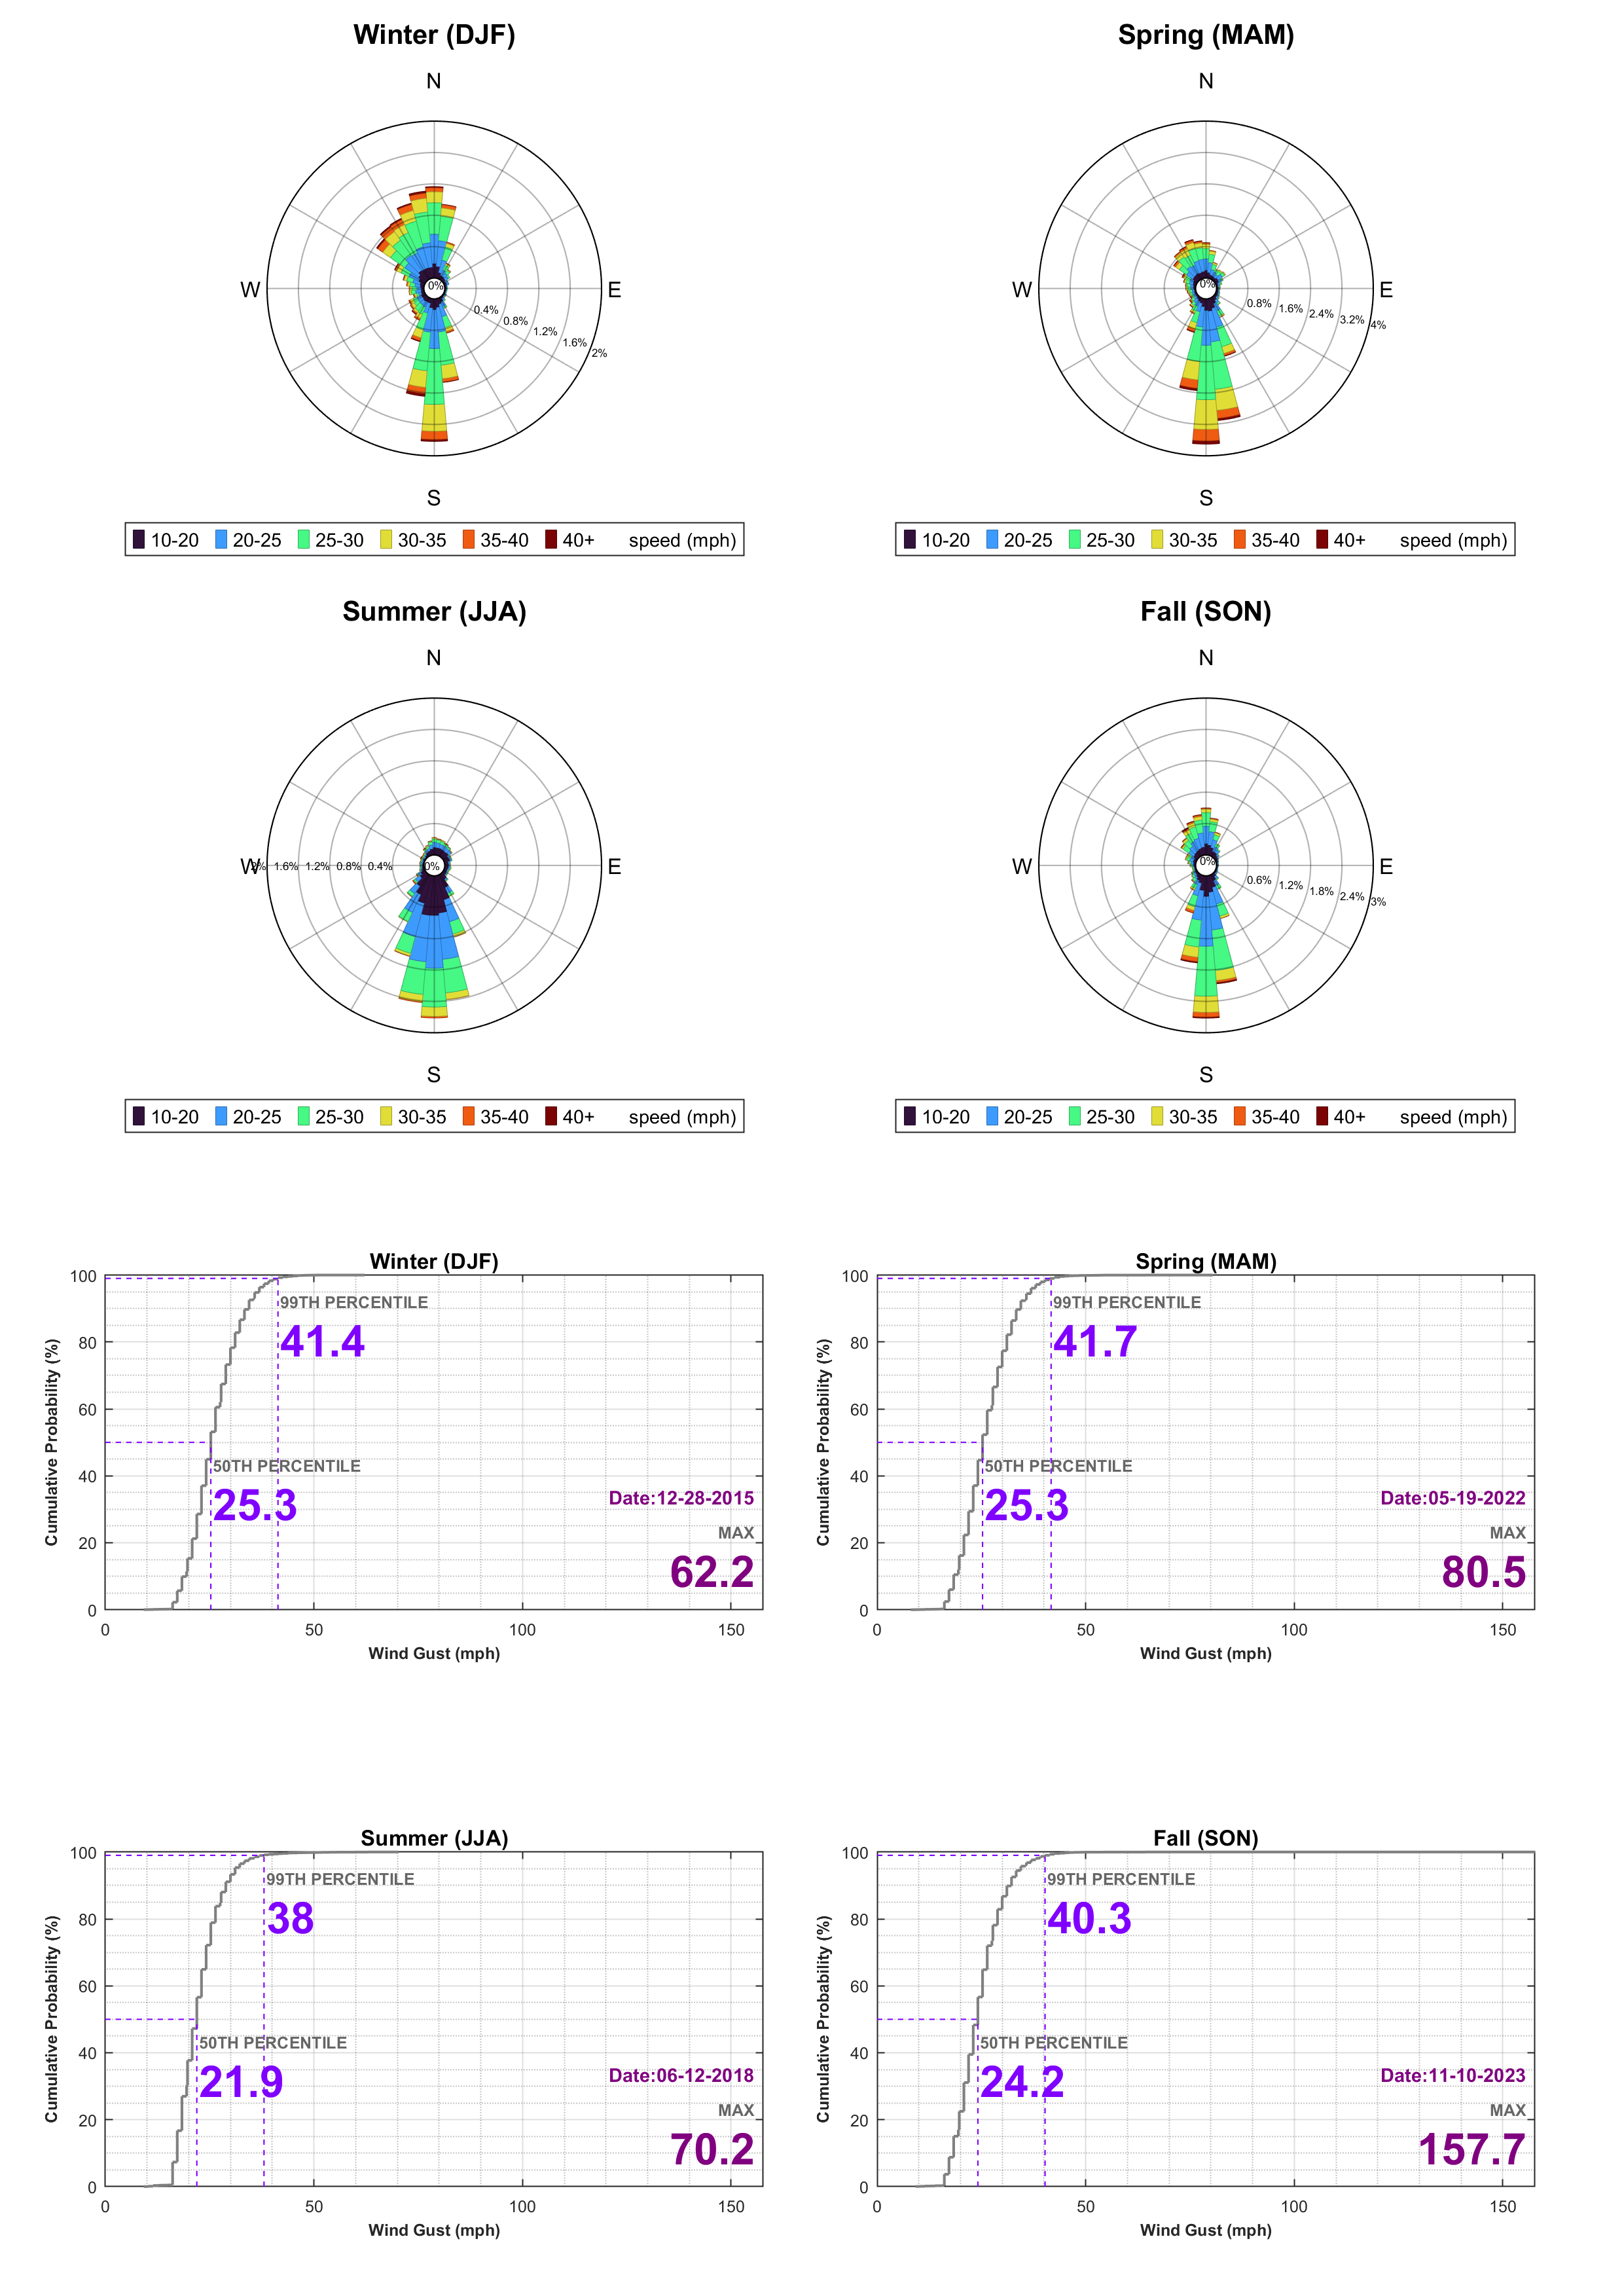 Winter (DJF)
Spring (MAM)
N
N
W
E
W
E
0%
0.4%
0.8%
1.2%
1.6%
2%
0%
0.8%
1.6%
2.4%
3.2%
4%
S
S
10-20 20-25 25-30 30-35 35-40 40+ speed (mph)
10-20 20-25 25-30 30-35 35-40 40+ speed (mph)
Summer (JJA)
Fall (SON)
N
N
W
2% 1.6% 1.2% 0.8% 0.4% 0%
E
W
E
0%
0.6%
1.2%
1.8%
2.4%
3%
S
S
10-20 20-25 25-30 30-35 35-40 40+ speed (mph)
10-20 20-25 25-30 30-35 35-40 40+ speed (mph)
Winter (DJF)
100
80
60
40
20
0
Cumulative Probability (%)
99TH PERCENTILE
41.4
50TH PERCENTILE
25.3
Date:12-28-2015
MAX
62.2
0 50 100 150
Wind Gust (mph)
Spring (MAM)
100
80
60
40
20
0
Cumulative Probability (%)
99TH PERCENTILE
41.7
50TH PERCENTILE
25.3
Date:05-19-2022
MAX
80.5
0 50 100 150
Wind Gust (mph)
Summer (JJA)
100
80
60
40
20
0
Cumulative Probability (%)
99TH PERCENTILE
38
50TH PERCENTILE
21.9
Date:06-12-2018
MAX
70.2
0 50 100 150
Wind Gust (mph)
Fall (SON)
100
80
60
40
20
0
Cumulative Probability (%)
99TH PERCENTILE
40.3
50TH PERCENTILE
24.2
Date:11-10-2023
MAX
157.7
0 50 100 150
Wind Gust (mph)